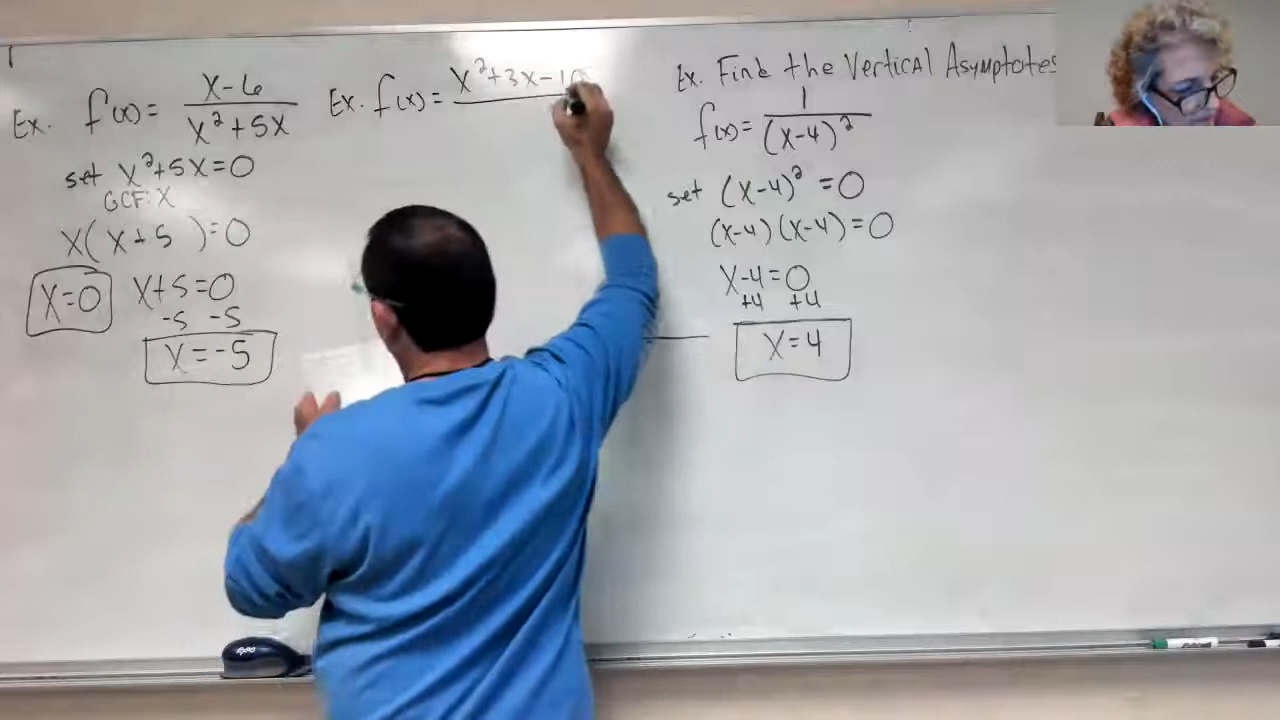 Ex. f(x) = x-6 / x²+5x
set x²+5x=0
GCF: X
x( x+5 )=0
x=0 x+5=0
-5 -5
x=-5
Ex. f(x) = x²+3x-1
Ex. Find the Vertical Asymptotes
f(x)= 1 / (x-4)²
set (x-4)² =0
(x-4)(x-4)=0
x-4=0
+4 +4
x=4
expo